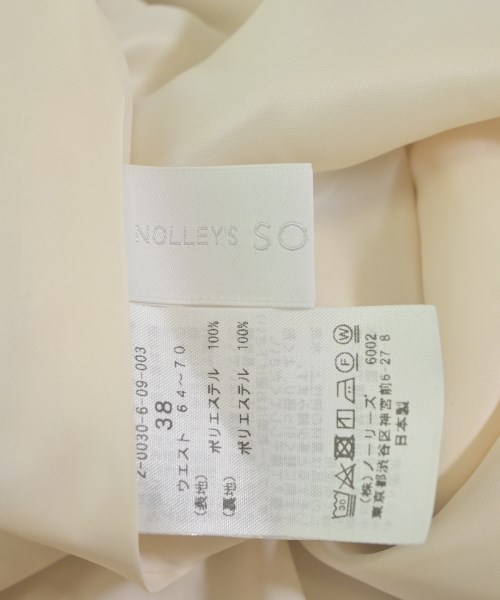 NOLLEY'S SO
2-0030-6-09-003
38
ウエスト 64～70
(表地) ポリエステル 100%
(裏地) ポリエステル 100%
(株)ノーリーズ 6002
東京都渋谷区神宮前6-27-8
日本製